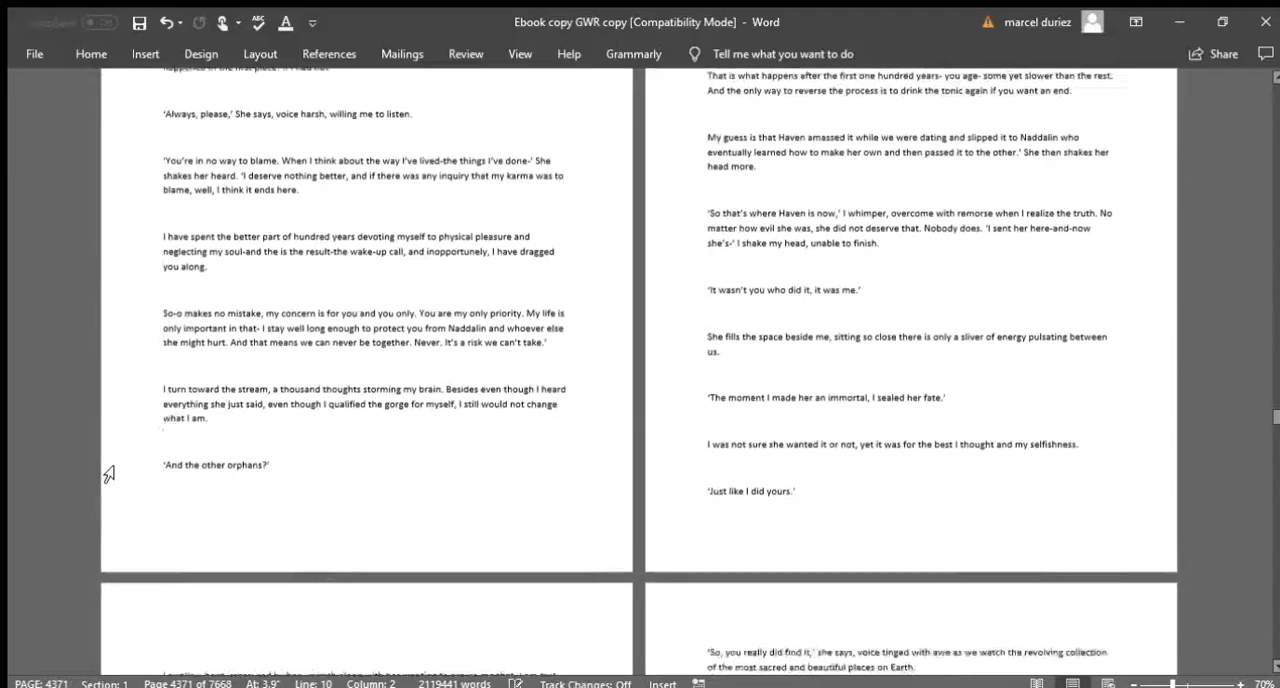 Ebook copy GWR copy [Compatibility Mode] - Word
marcel duriez
File Home Insert Design Layout References Mailings Review View Help Grammarly Tell me what you want to do Share
'Always, please,' She says, voice harsh, willing me to listen.
'You're in no way to blame. When I think about the way I've lived-the things I've done-' She
shakes her heard. 'I deserve nothing better, and if there was any inquiry that my karma was to
blame, well, I think it ends here.
I have spent the better part of hundred years devoting myself to physical pleasure and
neglecting my soul-and the is the result-the wake-up call, and inopportunely, I have dragged
you along.
So-o makes no mistake, my concern is for you and you only. You are my only priority. My life is
only important in that- I stay well long enough to protect you from Naddalin and whoever else
she might hurt. And that means we can never be together. Never. It's a risk we can't take.'
I turn toward the stream, a thousand thoughts storming my brain. Besides even though I heard
everything she just said, even though I qualified the gorge for myself, I still would not change
what I am.
'And the other orphans?'
That is what happens after the first one hundred years- you age- some yet slower than the rest.
And the only way to reverse the process is to drink the tonic again if you want an end.
My guess is that Haven amassed it while we were dating and slipped it to Naddalin who
eventually learned how to make her own and then passed it to the other.' She then shakes her
head more.
'So that's where Haven is now,' I whimper, overcome with remorse when I realize the truth. No
matter how evil she was, she did not deserve that. Nobody does. 'I sent her here-and-now
she's-' I shake my head, unable to finish.
'It wasn't you who did it, it was me.'
She fills the space beside me, sitting so close there is only a sliver of energy pulsating between
us.
'The moment I made her an immortal, I sealed her fate.'
I was not sure she wanted it or not, yet it was for the best I thought and my selfishness.
'Just like I did yours.'
'So, you really did find it,' she says, voice tinged with awe as we watch the revolving collection
of the most sacred and beautiful places on Earth.
PAGE: 4371 Section: 1 Page 4371 of 7668 At: 3.9" Line: 10 Column: 2 2119441 words Track Changes: Off Insert 70%